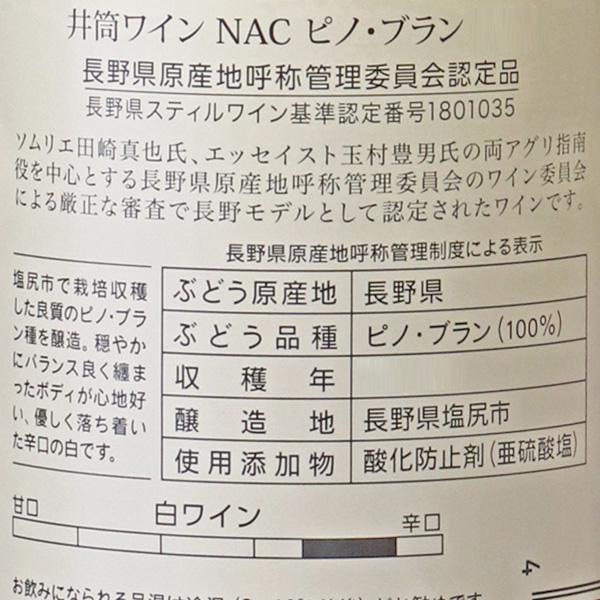 井筒ワイン NAC ピノ・ブラン
長野県原産地呼称管理委員会認定品
長野県スティルワイン基準認定番号1801035
ソムリエ田崎真也氏、エッセイスト玉村豊男氏の両アグリ指南
役を中心とする長野県原産地呼称管理委員会のワイン委員会
による厳正な審査で長野モデルとして認定されたワインです。
長野県原産地呼称管理制度による表示
塩尻市で栽培収穫
した良質のピノ・ブラ
ン種を醸造。穏やか
にバランス良く纏ま
ったボディが心地好
い、優しく落ち着い
た辛口の白です。
ぶどう原産地 長野県
ぶどう品種 ピノ・ブラン(100%)
収穫年
醸造地 長野県塩尻市
使用添加物 酸化防止剤(亜硫酸塩)
甘口 白ワイン 辛口
4